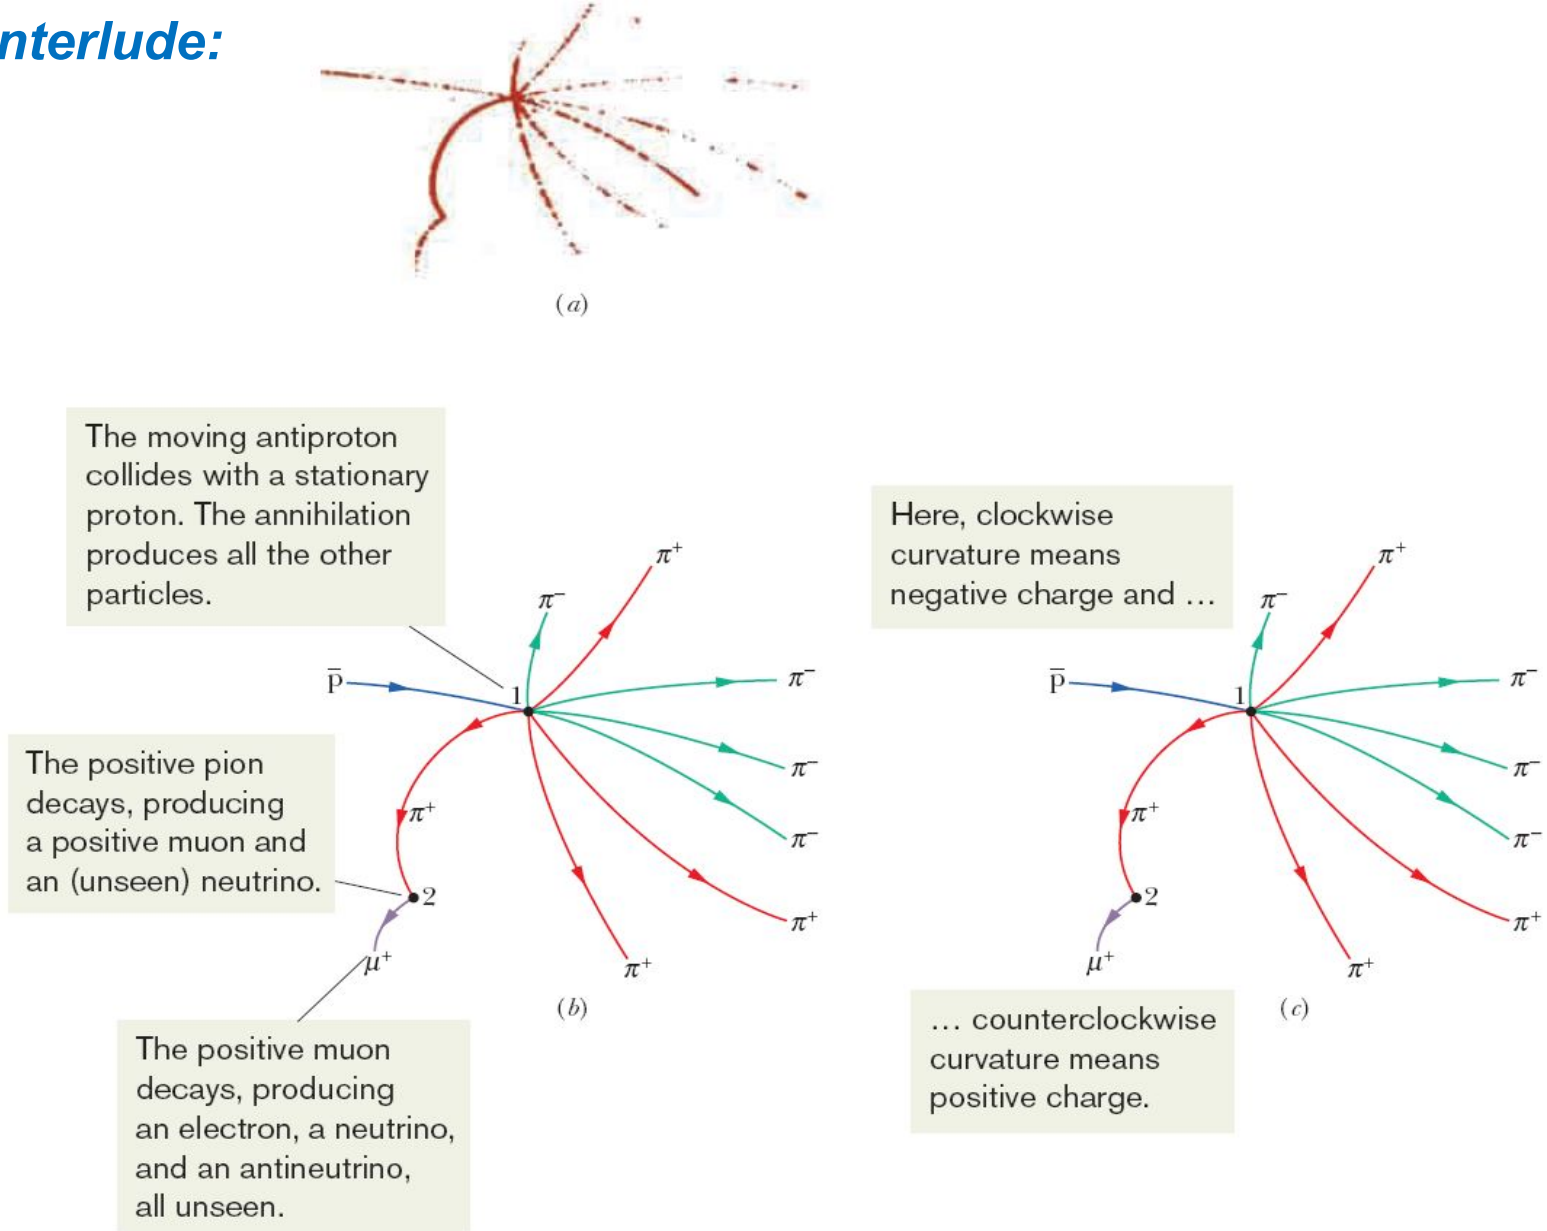 nterlude:
(a)
The moving antiproton
collides with a stationary
proton. The annihilation
produces all the other
particles.
The positive pion
decays, producing
a positive muon and
an (unseen) neutrino.
The positive muon
decays, producing
an electron, a neutrino,
and an antineutrino,
all unseen.
p̅
1
π⁻
π⁺
π⁻
π⁻
π⁻
π⁺
π⁺
π⁺
2
μ⁺
(b)
Here, clockwise
curvature means
negative charge and ...
p̅
1
π⁻
π⁺
π⁻
π⁻
π⁻
π⁺
π⁺
π⁺
2
μ⁺
(c)
... counterclockwise
curvature means
positive charge.